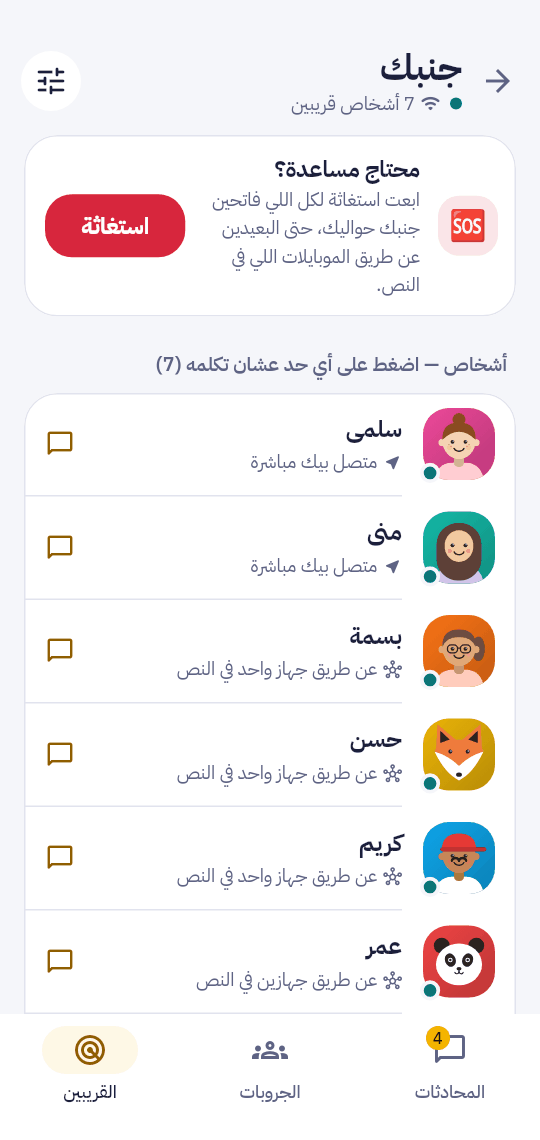 جنبك
7 أشخاص قريبين
محتاج مساعدة؟
ابعت استغاثة لكل اللي فاتحين
جنبك حواليك، حتى البعيدين
عن طريق الموبايلات اللي في
النص.
SOS
استغاثة
أشخاص — اضغط على أي حد عشان تكلمه (7)
سلمى
متصل بيك مباشرة
منى
متصل بيك مباشرة
بسمة
عن طريق جهاز واحد في النص
حسن
عن طريق جهاز واحد في النص
كريم
عن طريق جهاز واحد في النص
عمر
عن طريق جهازين في النص
4
المحادثات
الجروبات
القريبين